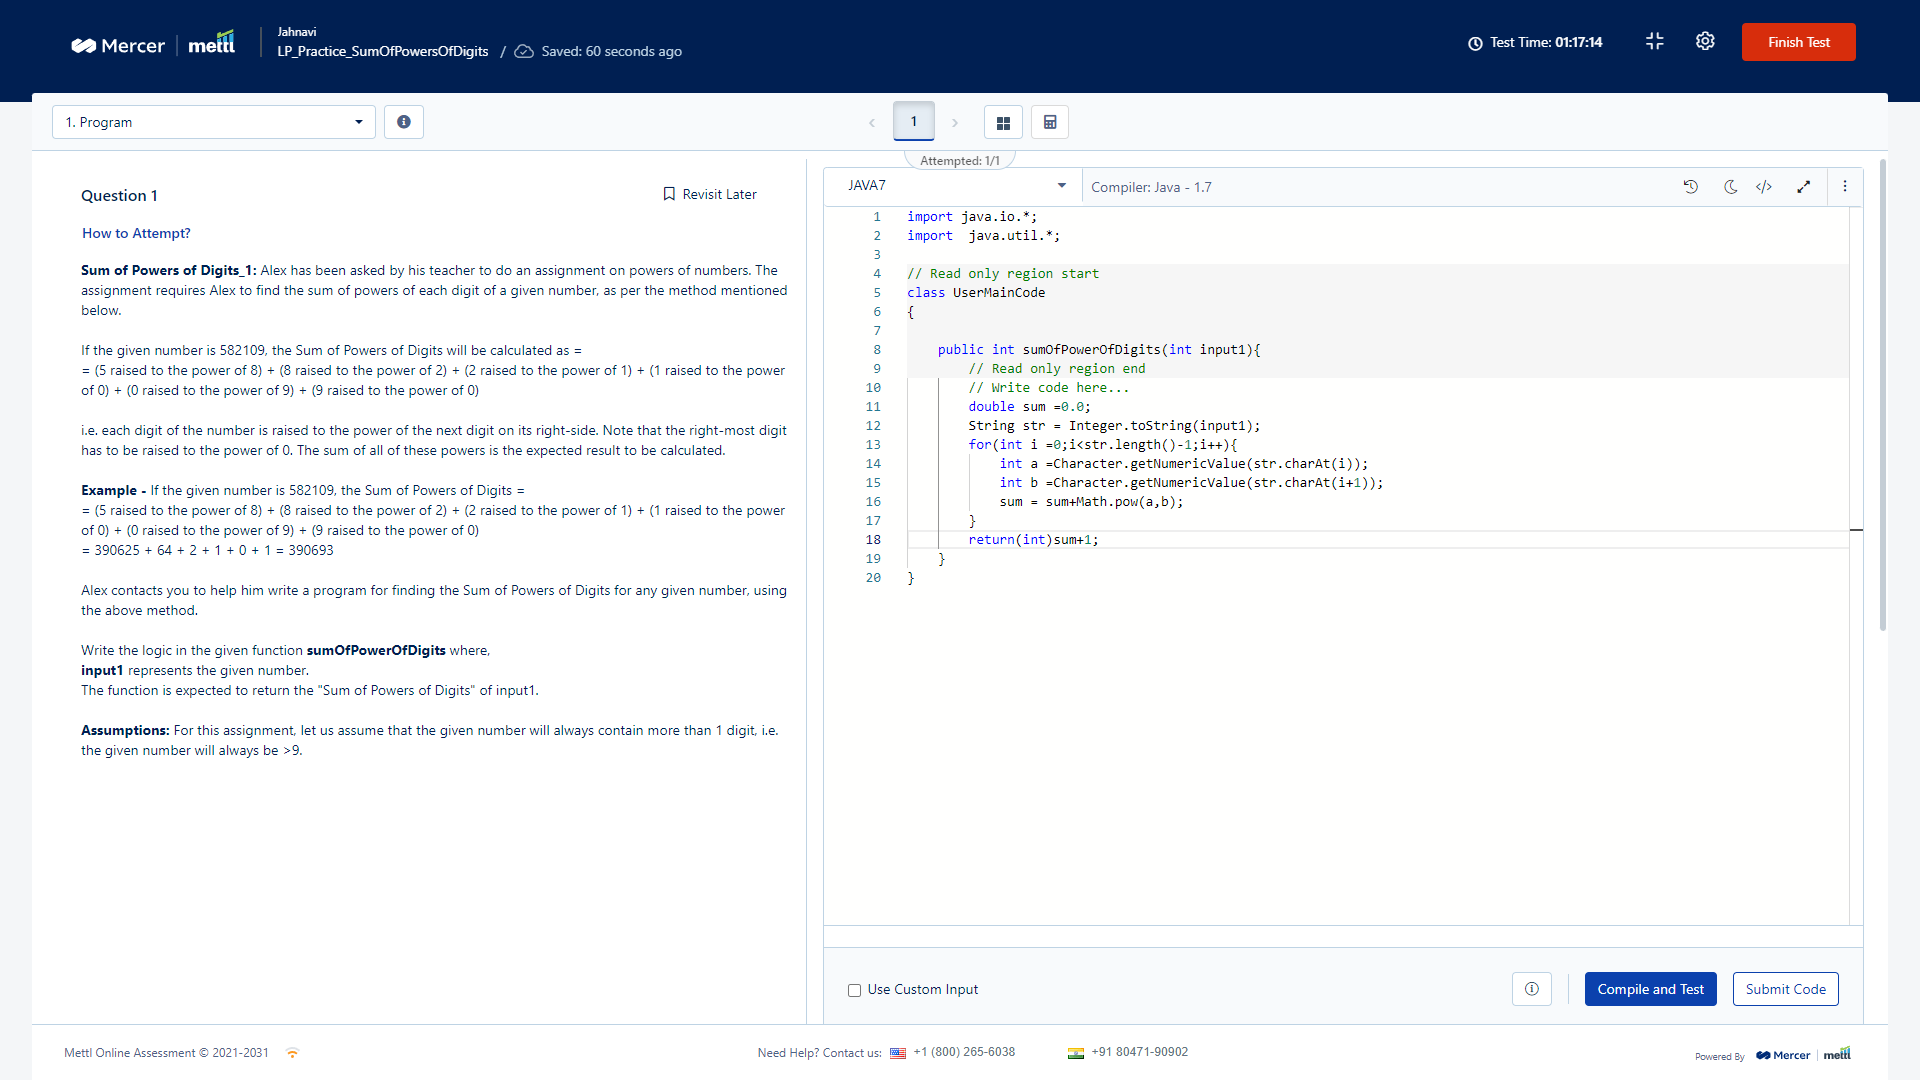 Mercer mettl
Jahnavi
LP_Practice_SumOfPowersOfDigits / Saved: 60 seconds ago
Test Time: 01:17:14
Finish Test
1. Program
1
Attempted: 1/1
Question 1
Revisit Later
How to Attempt?
Sum of Powers of Digits_1: Alex has been asked by his teacher to do an assignment on powers of numbers. The
assignment requires Alex to find the sum of powers of each digit of a given number, as per the method mentioned
below.
If the given number is 582109, the Sum of Powers of Digits will be calculated as =
= (5 raised to the power of 8) + (8 raised to the power of 2) + (2 raised to the power of 1) + (1 raised to the power
of 0) + (0 raised to the power of 9) + (9 raised to the power of 0)
i.e. each digit of the number is raised to the power of the next digit on its right-side. Note that the right-most digit
has to be raised to the power of 0. The sum of all of these powers is the expected result to be calculated.
Example - If the given number is 582109, the Sum of Powers of Digits =
= (5 raised to the power of 8) + (8 raised to the power of 2) + (2 raised to the power of 1) + (1 raised to the power
of 0) + (0 raised to the power of 9) + (9 raised to the power of 0)
= 390625 + 64 + 2 + 1 + 0 + 1 = 390693
Alex contacts you to help him write a program for finding the Sum of Powers of Digits for any given number, using
the above method.
Write the logic in the given function sumOfPowerOfDigits where,
input1 represents the given number.
The function is expected to return the "Sum of Powers of Digits" of input1.
Assumptions: For this assignment, let us assume that the given number will always contain more than 1 digit, i.e.
the given number will always be >9.
JAVA7
Compiler: Java - 1.7
1 import java.io.*;
2 import  java.util.*;
3
4 // Read only region start
5 class UserMainCode
6 {
7
8     public int sumOfPowerOfDigits(int input1){
9         // Read only region end
10         // Write code here...
11         double sum =0.0;
12         String str = Integer.toString(input1);
13         for(int i =0;i<str.length()-1;i++){
14             int a =Character.getNumericValue(str.charAt(i));
15             int b =Character.getNumericValue(str.charAt(i+1));
16             sum = sum+Math.pow(a,b);
17         }
18         return(int)sum+1;
19     }
20 }
Use Custom Input
Compile and Test
Submit Code
Mettl Online Assessment © 2021-2031
Need Help? Contact us: +1 (800) 265-6038
+91 80471-90902
Powered By Mercer mettl